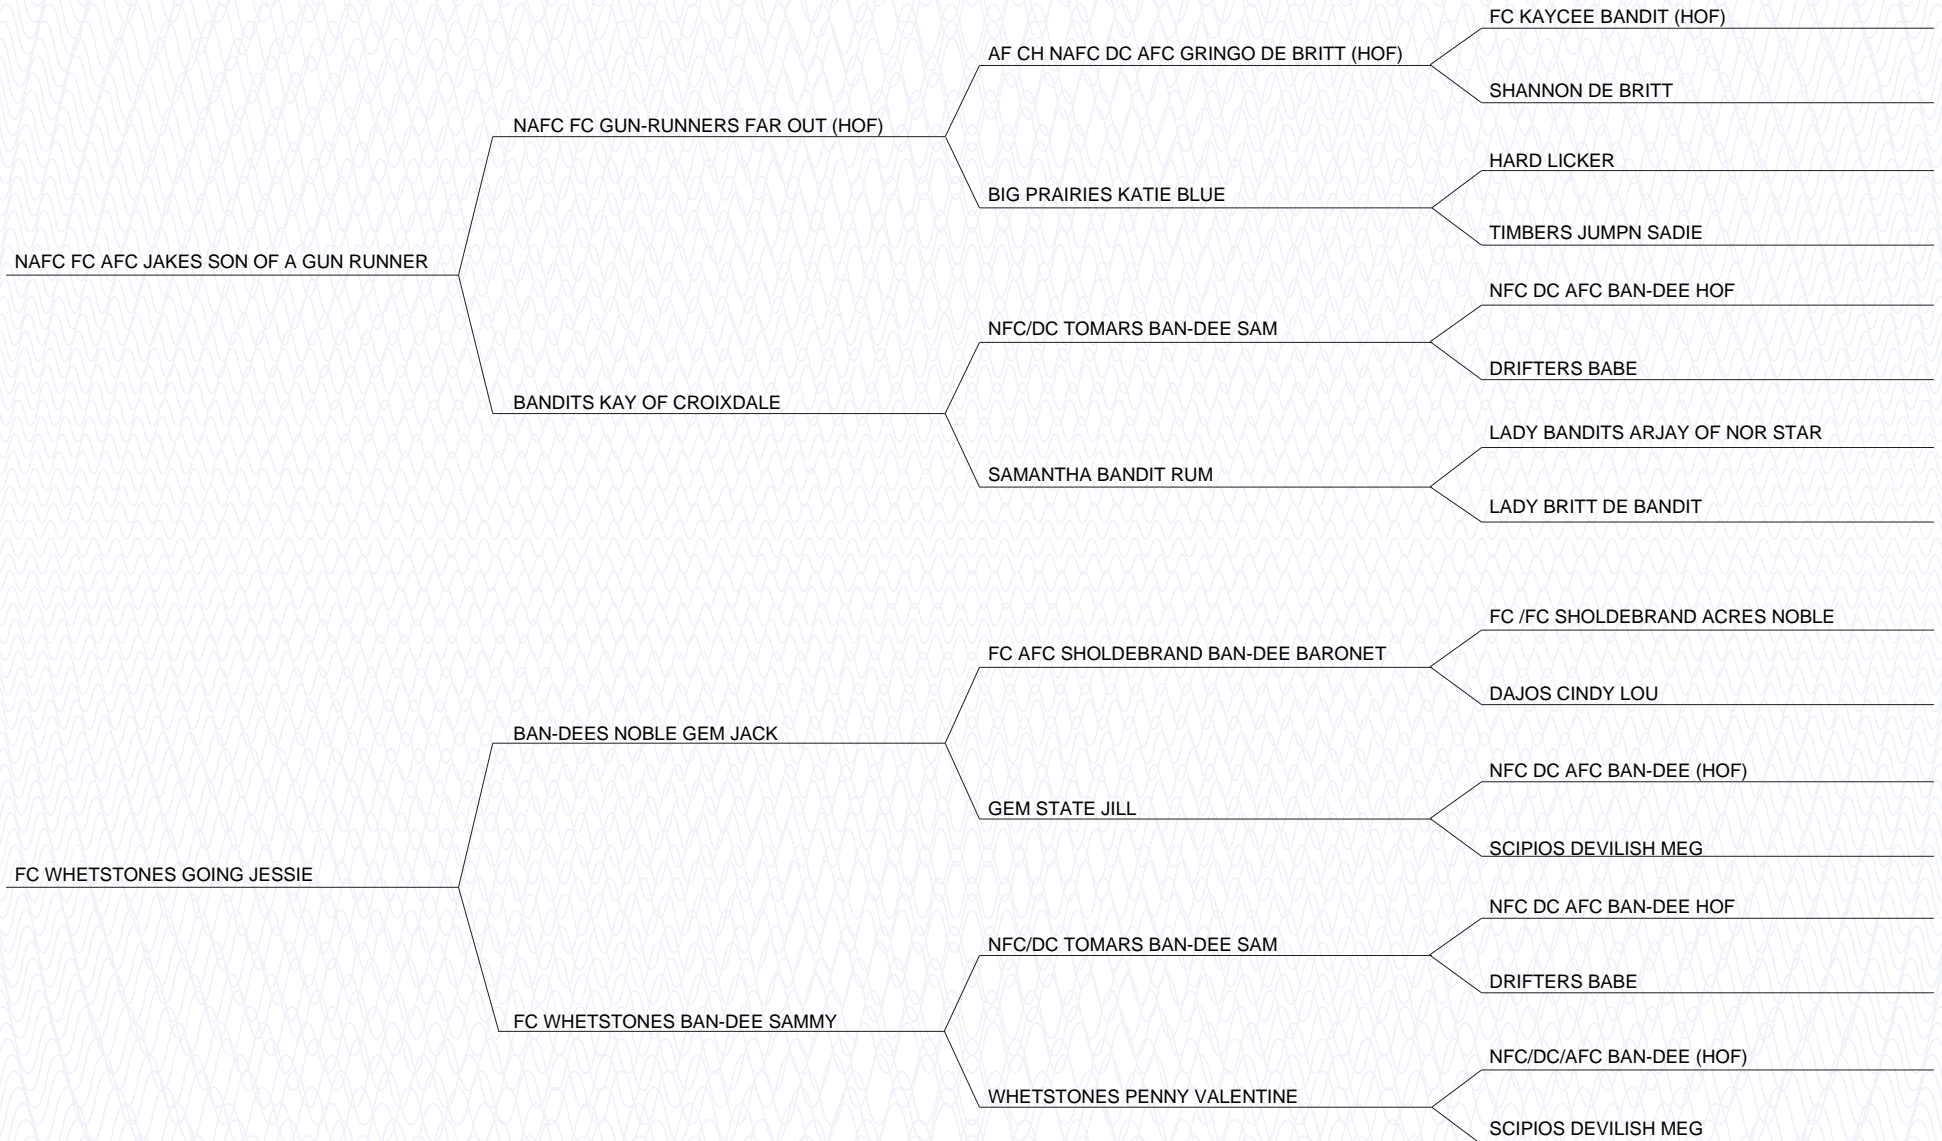 FC KAYCEE BANDIT (HOF)
AF CH NAFC DC AFC GRINGO DE BRITT (HOF)
SHANNON DE BRITT
NAFC FC GUN-RUNNERS FAR OUT (HOF)
HARD LICKER
BIG PRAIRIES KATIE BLUE
TIMBERS JUMPN SADIE
NAFC FC AFC JAKES SON OF A GUN RUNNER
NFC DC AFC BAN-DEE HOF
NFC/DC TOMARS BAN-DEE SAM
DRIFTERS BABE
BANDITS KAY OF CROIXDALE
LADY BANDITS ARJAY OF NOR STAR
SAMANTHA BANDIT RUM
LADY BRITT DE BANDIT
FC /FC SHOLDEBRAND ACRES NOBLE
FC AFC SHOLDEBRAND BAN-DEE BARONET
DAJOS CINDY LOU
BAN-DEES NOBLE GEM JACK
NFC DC AFC BAN-DEE (HOF)
GEM STATE JILL
SCIPIOS DEVILISH MEG
FC WHETSTONES GOING JESSIE
NFC DC AFC BAN-DEE HOF
NFC/DC TOMARS BAN-DEE SAM
DRIFTERS BABE
FC WHETSTONES BAN-DEE SAMMY
NFC/DC/AFC BAN-DEE (HOF)
WHETSTONES PENNY VALENTINE
SCIPIOS DEVILISH MEG